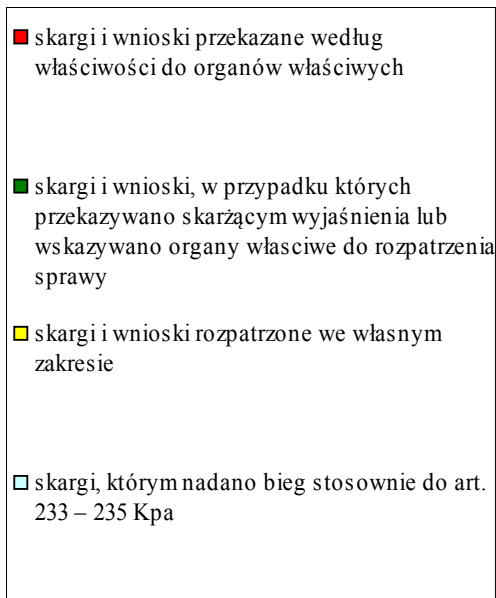 skargi i wnioski przekazane według
właściwości do organów właściwych
skargi i wnioski, w przypadku których
przekazywano skarżącym wyjaśnienia lub
wskazywano organy własciwe do rozpatrzenia
sprawy
skargi i wnioski rozpatrzone we własnym
zakresie
skargi, którym nadano bieg stosownie do art.
233 – 235 Kpa